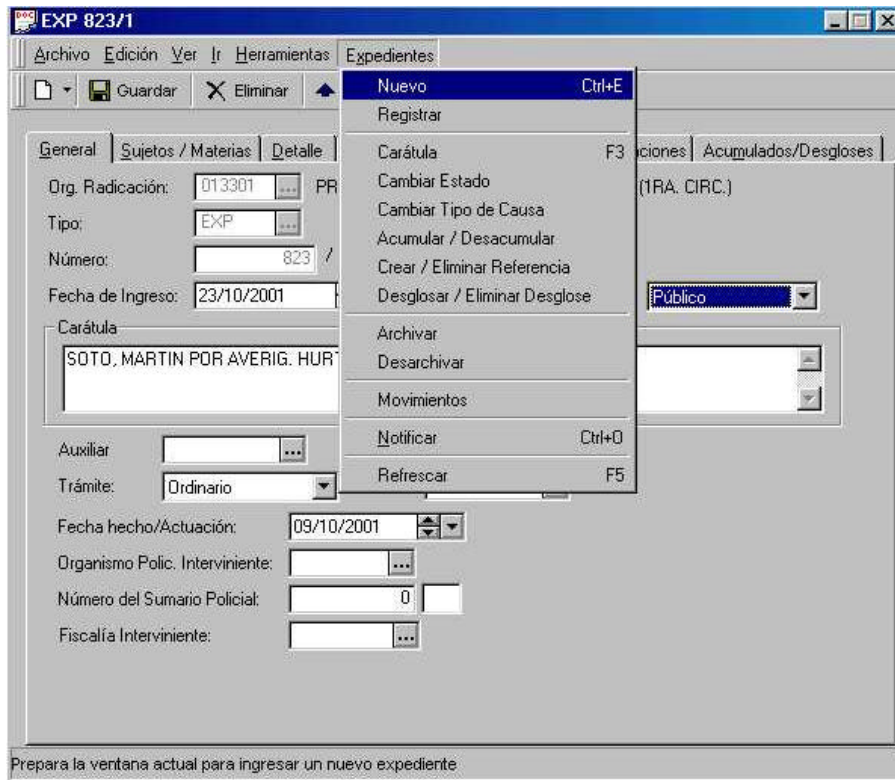 EXP 823/1
Archivo Edición Ver Ir Herramientas Expedientes
Guardar Eliminar
Nuevo Ctrl+E
Registrar
Carátula F3
Cambiar Estado
Cambiar Tipo de Causa
Acumular / Desacumular
Crear / Eliminar Referencia
Desglosar / Eliminar Desglose
Archivar
Desarchivar
Movimientos
Notificar Ctrl+O
Refrescar F5
General Sujetos / Materias Detalle Acumulados/Desgloses
Org. Radicación: 013301 ... (1RA. CIRC.)
Tipo: EXP ...
Número: 823 /
Fecha de Ingreso: 23/10/2001 Público
Carátula
SOTO, MARTIN POR AVERIG.
Auxiliar ...
Trámite: Ordinario
Fecha hecho/Actuación: 09/10/2001
Organismo Polic. Interviniente: ...
Número del Sumario Policial: 0
Fiscalía Interviniente: ...
Prepara la ventana actual para ingresar un nuevo expediente